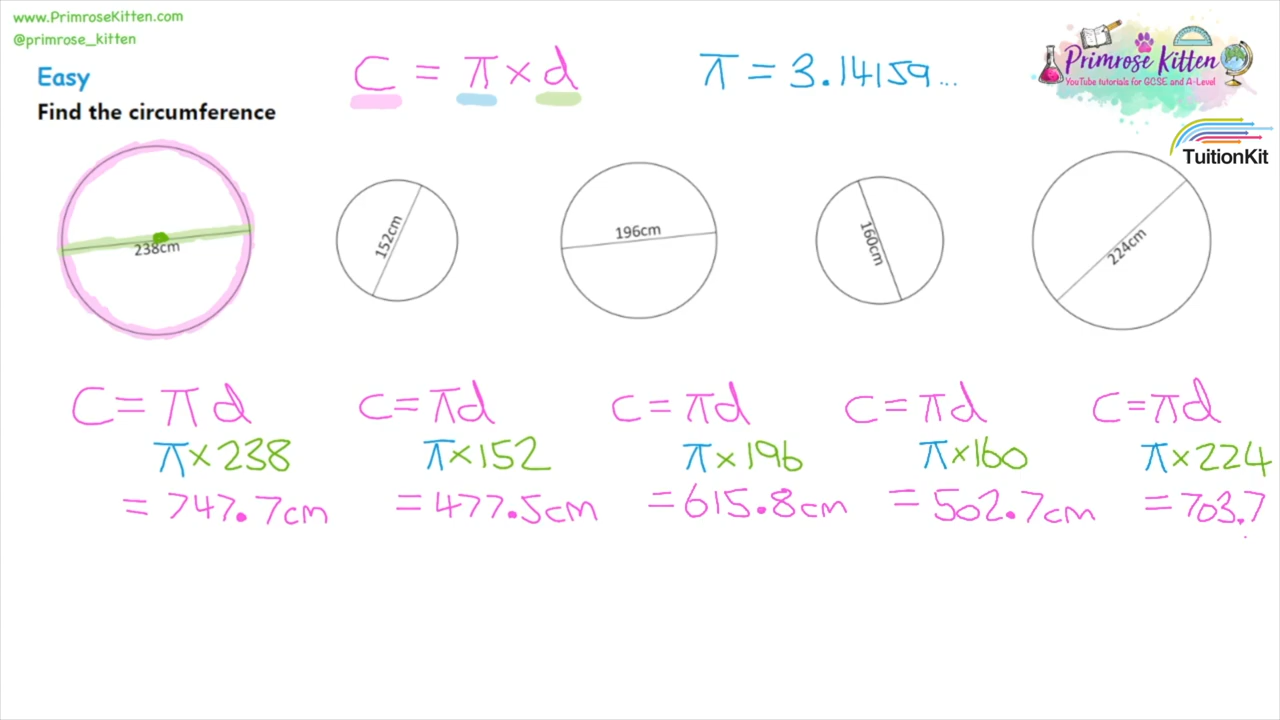 www.PrimroseKitten.com
@primrose_kitten
Easy
Find the circumference
C = π × d
π = 3.14159...
Primrose Kitten
YouTube tutorials for GCSE and A-Level
TuitionKit
238cm
152cm
196cm
160cm
224cm
C = π d
π × 238
= 747.7cm
C = πd
π × 152
= 477.5cm
C = πd
π × 196
= 615.8cm
C = πd
π × 160
= 502.7cm
C = πd
π × 224
= 703.7